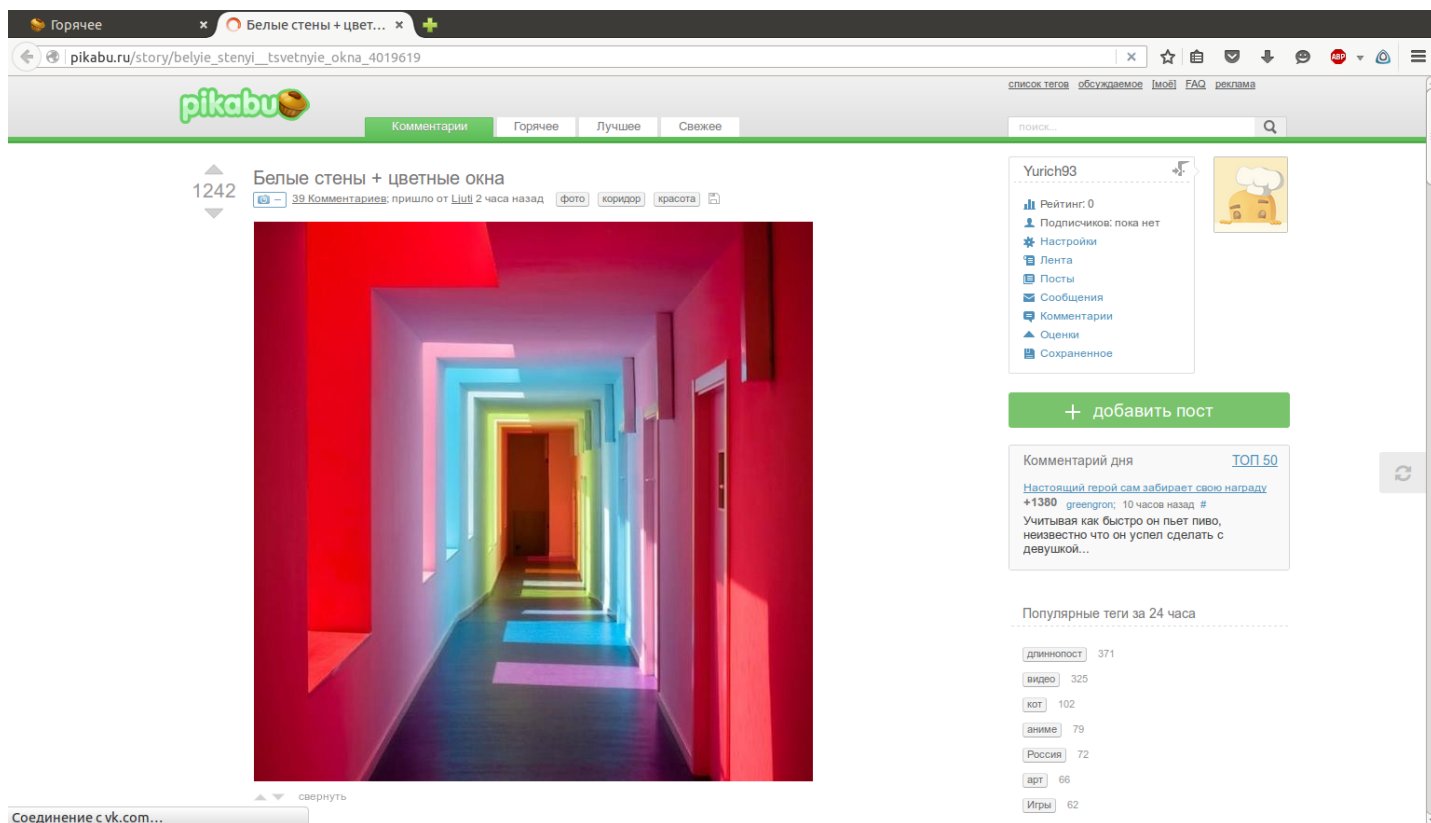 Горячее
Белые стены + цвет...
pikabu.ru/story/belyie_stenyi__tsvetnyie_okna_4019619
ABP
список тегов обсуждаемое [моё] FAQ реклама
pikabu
Комментарии Горячее Лучшее Свежее
поиск...
1242
Белые стены + цветные окна
39 Комментариев; пришло от Ljuti 2 часа назад фото коридор красота
свернуть
Yurich93
Рейтинг: 0
Подписчиков: пока нет
Настройки
Лента
Посты
Сообщения
Комментарии
Оценки
Сохраненное
+ добавить пост
Комментарий дня ТОП 50
Настоящий герой сам забирает свою награду
+1380 greengron; 10 часов назад #
Учитывая как быстро он пьет пиво,
неизвестно что он успел сделать с
девушкой...
Популярные теги за 24 часа
длиннопост 371
видео 325
кот 102
аниме 79
Россия 72
арт 66
Игры 62
Соединение с vk.com…